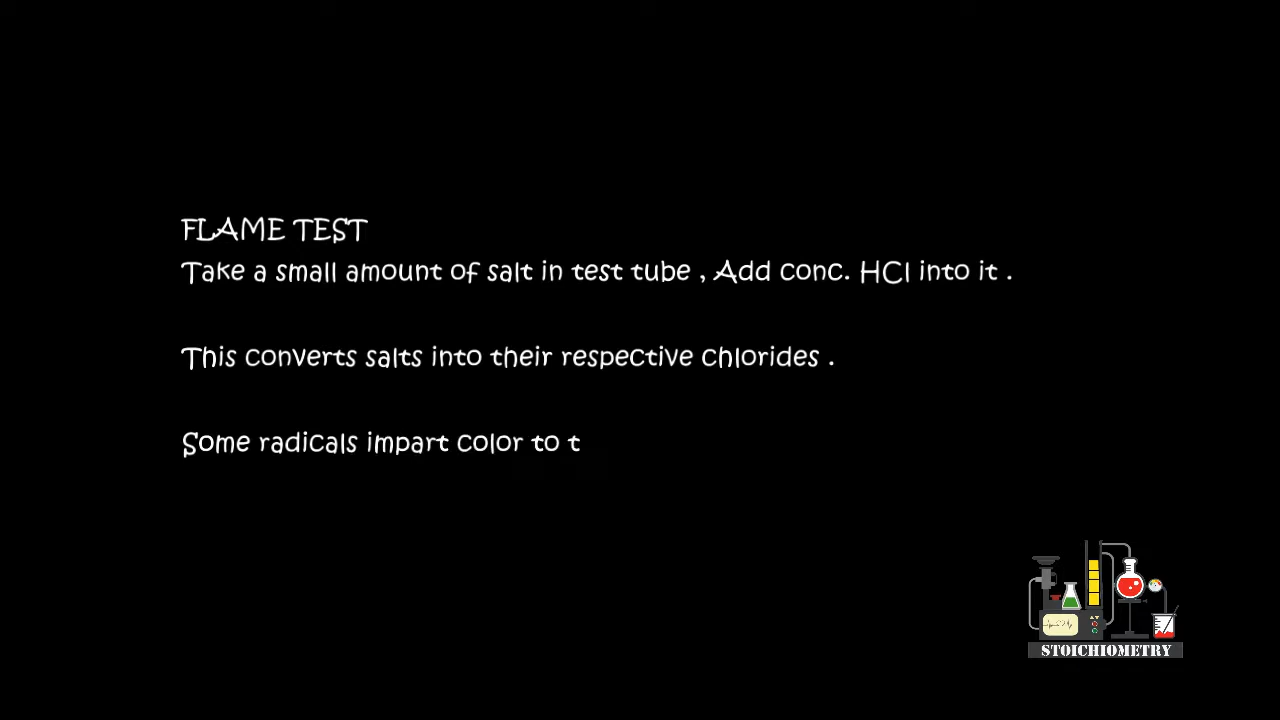 FLAME TEST
Take a small amount of salt in test tube , Add conc. HCl into it .
This converts salts into their respective chlorides .
Some radicals impart color to t
STOICHIOMETRY